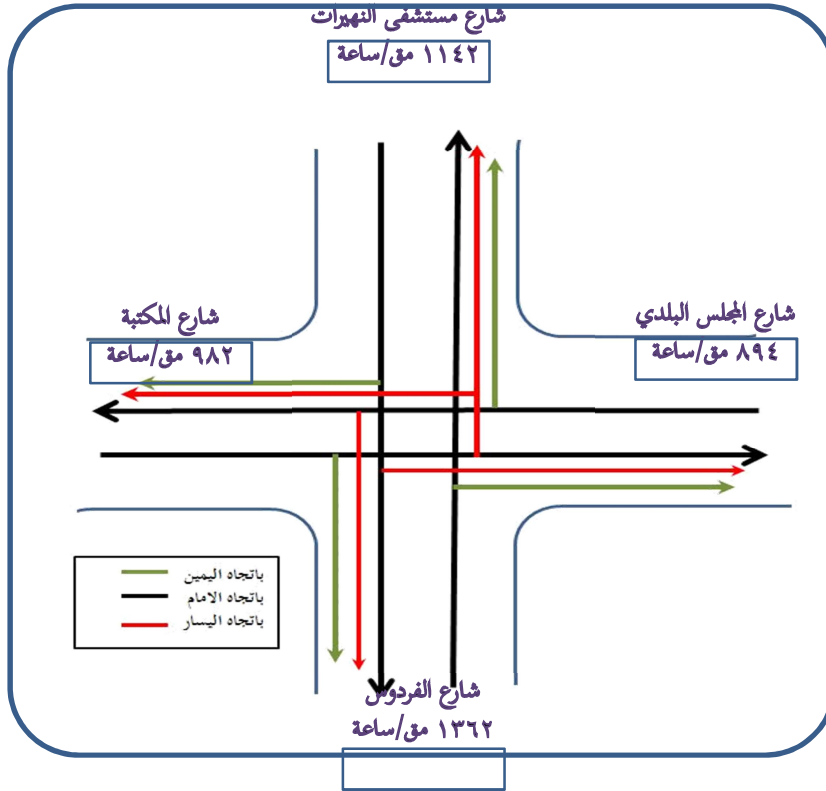 شارع مستشفى النهيرات
١١٤٢ مق/ساعة
شارع المجلس البلدي
٨٩٤ مق/ساعة
شارع المكتبة
٩٨٢ مق/ساعة
باتجاه اليمين
باتجاه الامام
باتجاه اليسار
شارع الفردوس
١٣٦٢ مق/ساعة